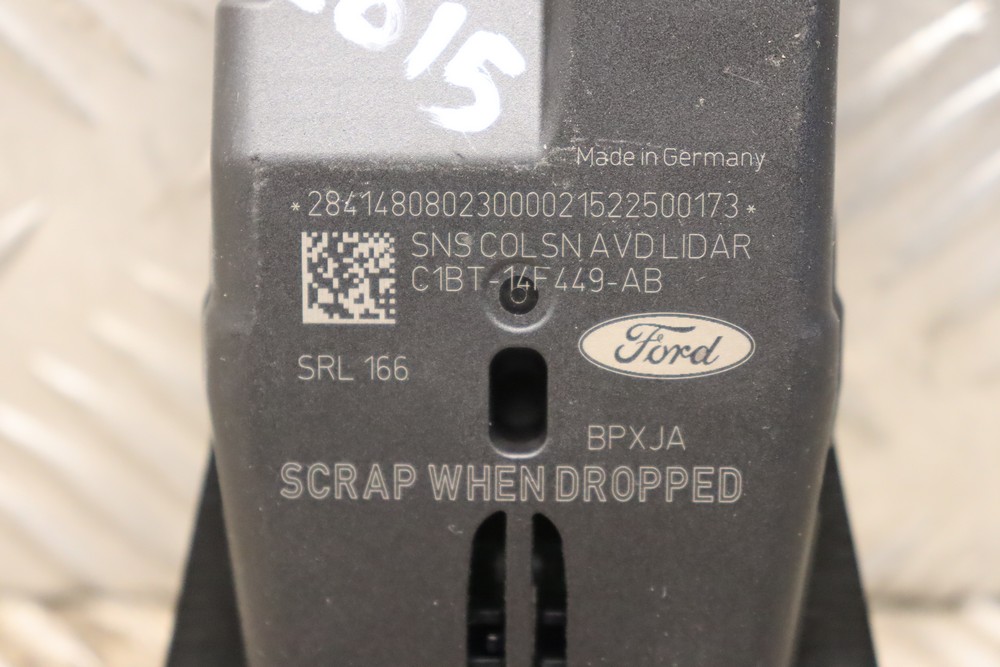 2015
Made in Germany
*28414808023000021522500173*
SNS COLSN AVD LIDAR
C1BT-14F449-AB
Ford
SRL 166
BPXJA
SCRAP WHEN DROPPED